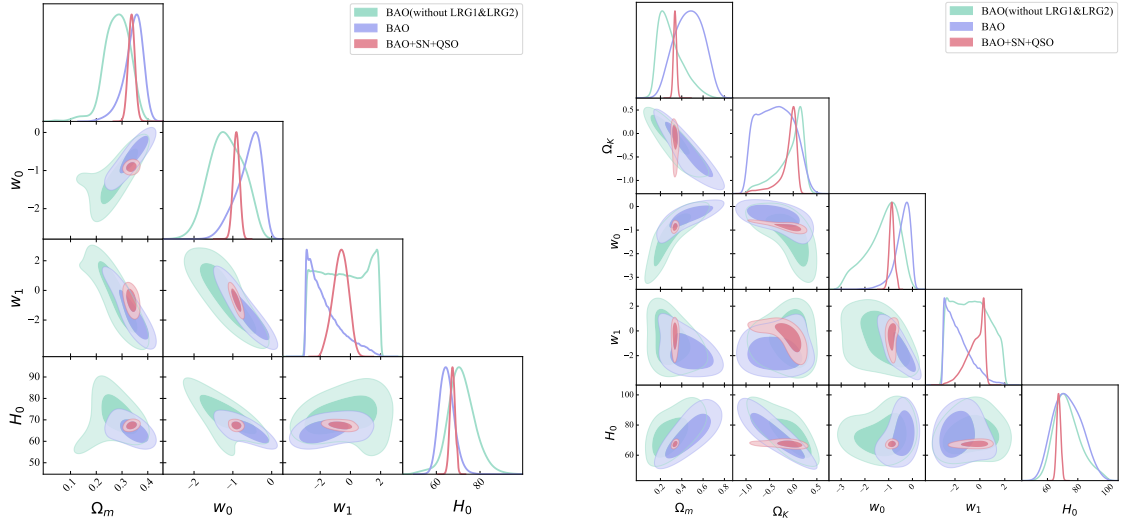 BAO(without LRG1&LRG2)
BAO
BAO+SN+QSO
0
−1
−2
w₀
2
0
−2
w₁
90
80
70
60
50
H₀
0.1 0.2 0.3 0.4
−2 −1 0
−2 0 2
60 80
Ωₘ w₀ w₁ H₀
BAO(without LRG1&LRG2)
BAO
BAO+SN+QSO
0.5
0.0
−0.5
−1.0
Ω_K
0
−1
−2
−3
w₀
2
0
−2
w₁
100
80
60
H₀
0.2 0.4 0.6 0.8
−1.0 −0.5 0.0 0.5
−3 −2 −1 0
−2 0 2
60 80 100
Ωₘ Ω_K w₀ w₁ H₀